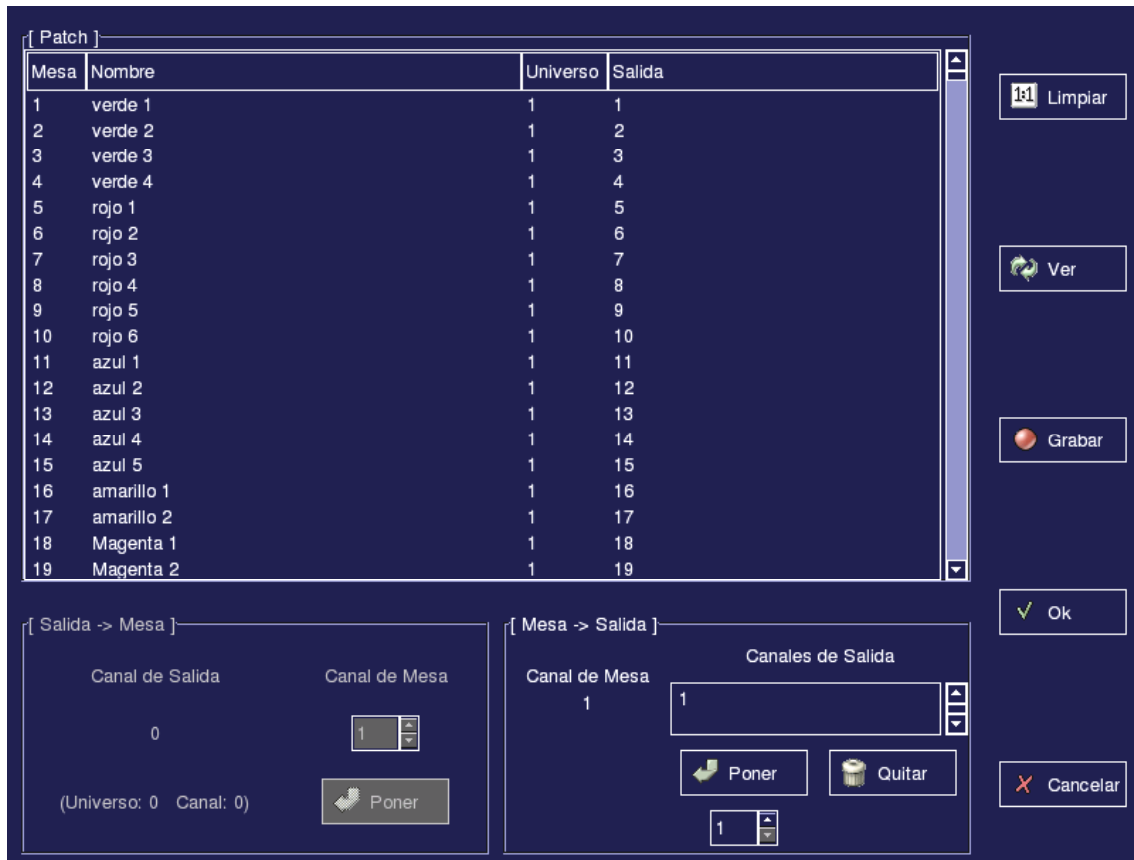 [ Patch ]
Mesa Nombre Universo Salida
1 verde 1 1 1
2 verde 2 1 2
3 verde 3 1 3
4 verde 4 1 4
5 rojo 1 1 5
6 rojo 2 1 6
7 rojo 3 1 7
8 rojo 4 1 8
9 rojo 5 1 9
10 rojo 6 1 10
11 azul 1 1 11
12 azul 2 1 12
13 azul 3 1 13
14 azul 4 1 14
15 azul 5 1 15
16 amarillo 1 1 16
17 amarillo 2 1 17
18 Magenta 1 1 18
19 Magenta 2 1 19
1:1 Limpiar
Ver
Grabar
Ok
Cancelar
[ Salida -> Mesa ]
Canal de Salida Canal de Mesa
0 1
(Universo: 0 Canal: 0) Poner
[ Mesa -> Salida ]
Canales de Salida
Canal de Mesa
1 1
Poner Quitar
1